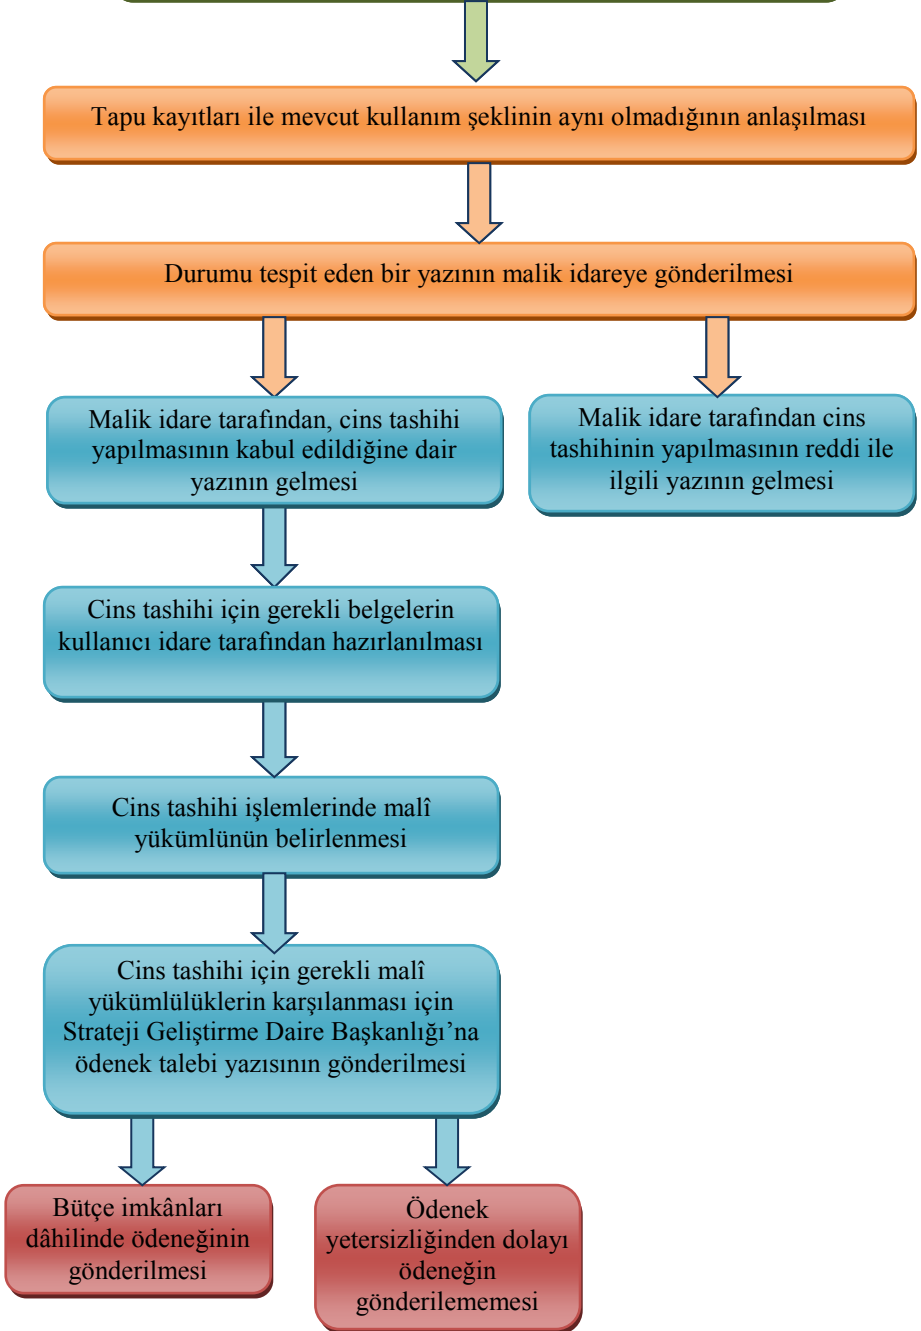 Tapu kayıtları ile mevcut kullanım şeklinin aynı olmadığının anlaşılması
Durumu tespit eden bir yazının malik idareye gönderilmesi
Malik idare tarafından, cins tashihi
yapılmasının kabul edildiğine dair
yazının gelmesi
Malik idare tarafından cins
tashihinin yapılmasının reddi ile
ilgili yazının gelmesi
Cins tashihi için gerekli belgelerin
kullanıcı idare tarafından hazırlanılması
Cins tashihi işlemlerinde malî
yükümlünün belirlenmesi
Cins tashihi için gerekli malî
yükümlülüklerin karşılanması için
Strateji Geliştirme Daire Başkanlığı’na
ödenek talebi yazısının gönderilmesi
Bütçe imkânları
dâhilinde ödeneğinin
gönderilmesi
Ödenek
yetersizliğinden dolayı
ödeneğin
gönderilememesi